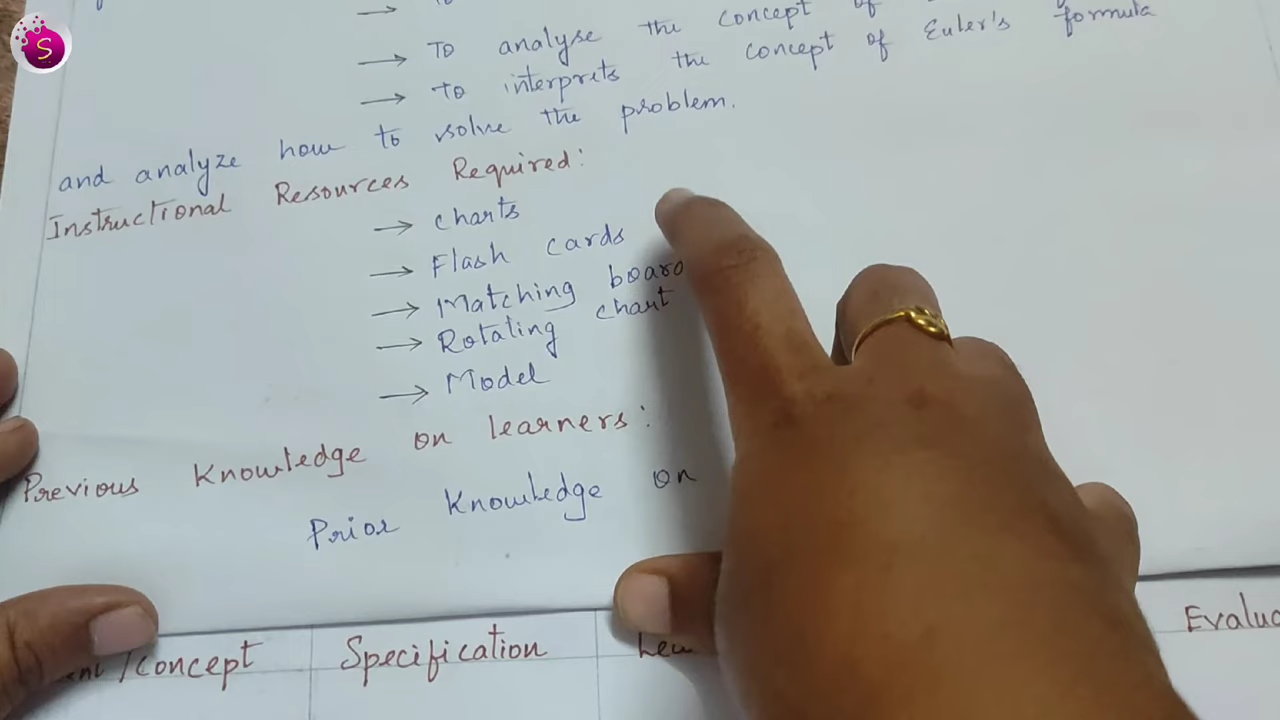 S
→ To
→ To analyse the concept of
→ To interprets the concept of Euler's formula
and analyze how to solve the problem.
Instructional Resources Required:
→ charts
→ Flash cards
→ Matching board
→ Rotating chart
→ Model
Previous Knowledge on learners:
Prior Knowledge on
/Concept Specification